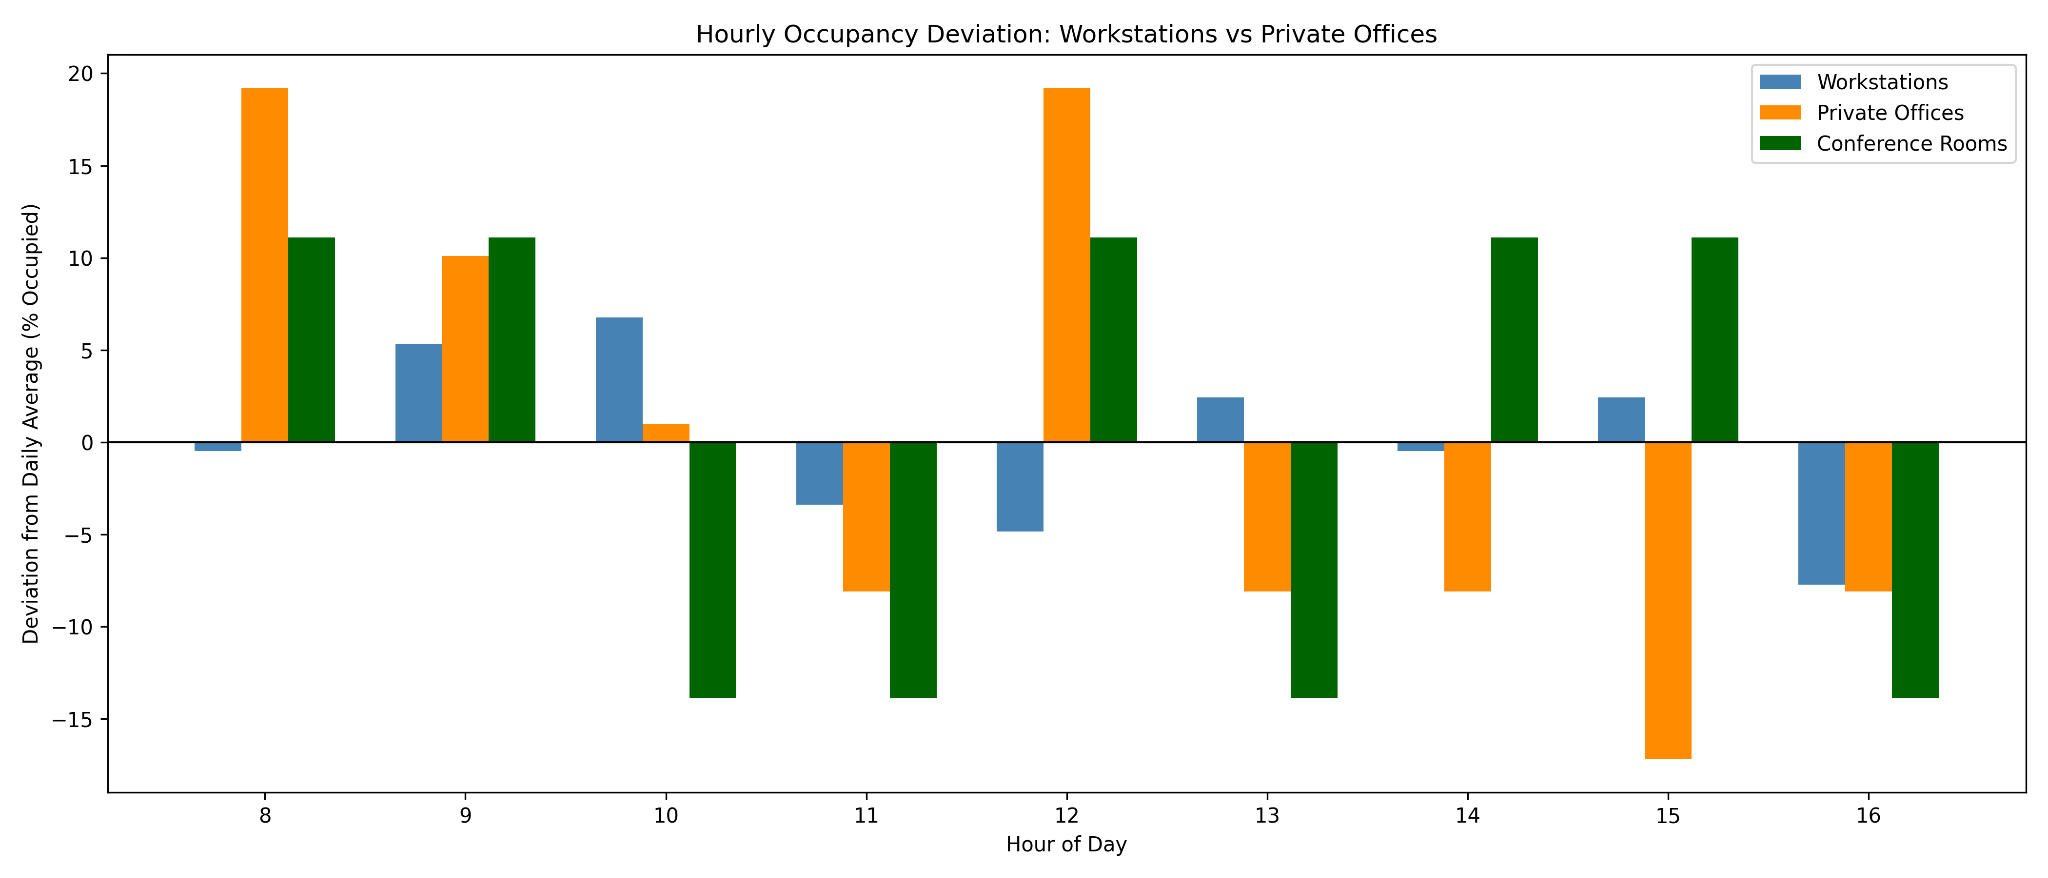 Hourly Occupancy Deviation: Workstations vs Private Offices
Workstations
Private Offices
Conference Rooms
Deviation from Daily Average (% Occupied)
20
15
10
5
0
−5
−10
−15
8 9 10 11 12 13 14 15 16
Hour of Day